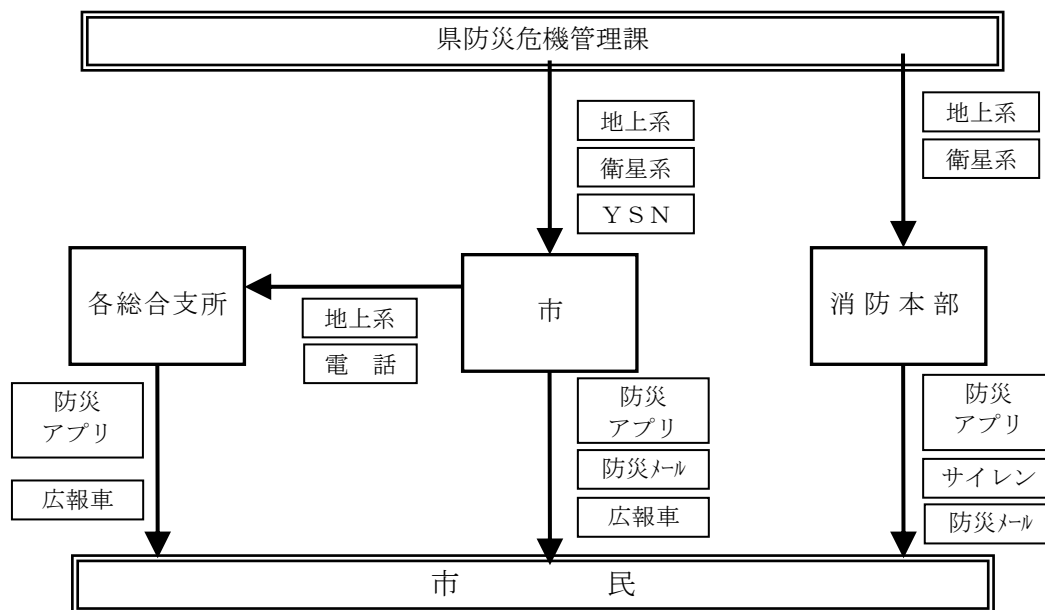 県防災危機管理課
地上系
衛星系
ＹＳＮ
地上系
衛星系
各総合支所
地上系
電　話
市
消防本部
防災
アプリ
広報車
防災
アプリ
防災ﾒｰﾙ
広報車
防災
アプリ
サイレン
防災ﾒｰﾙ
市　　　　民